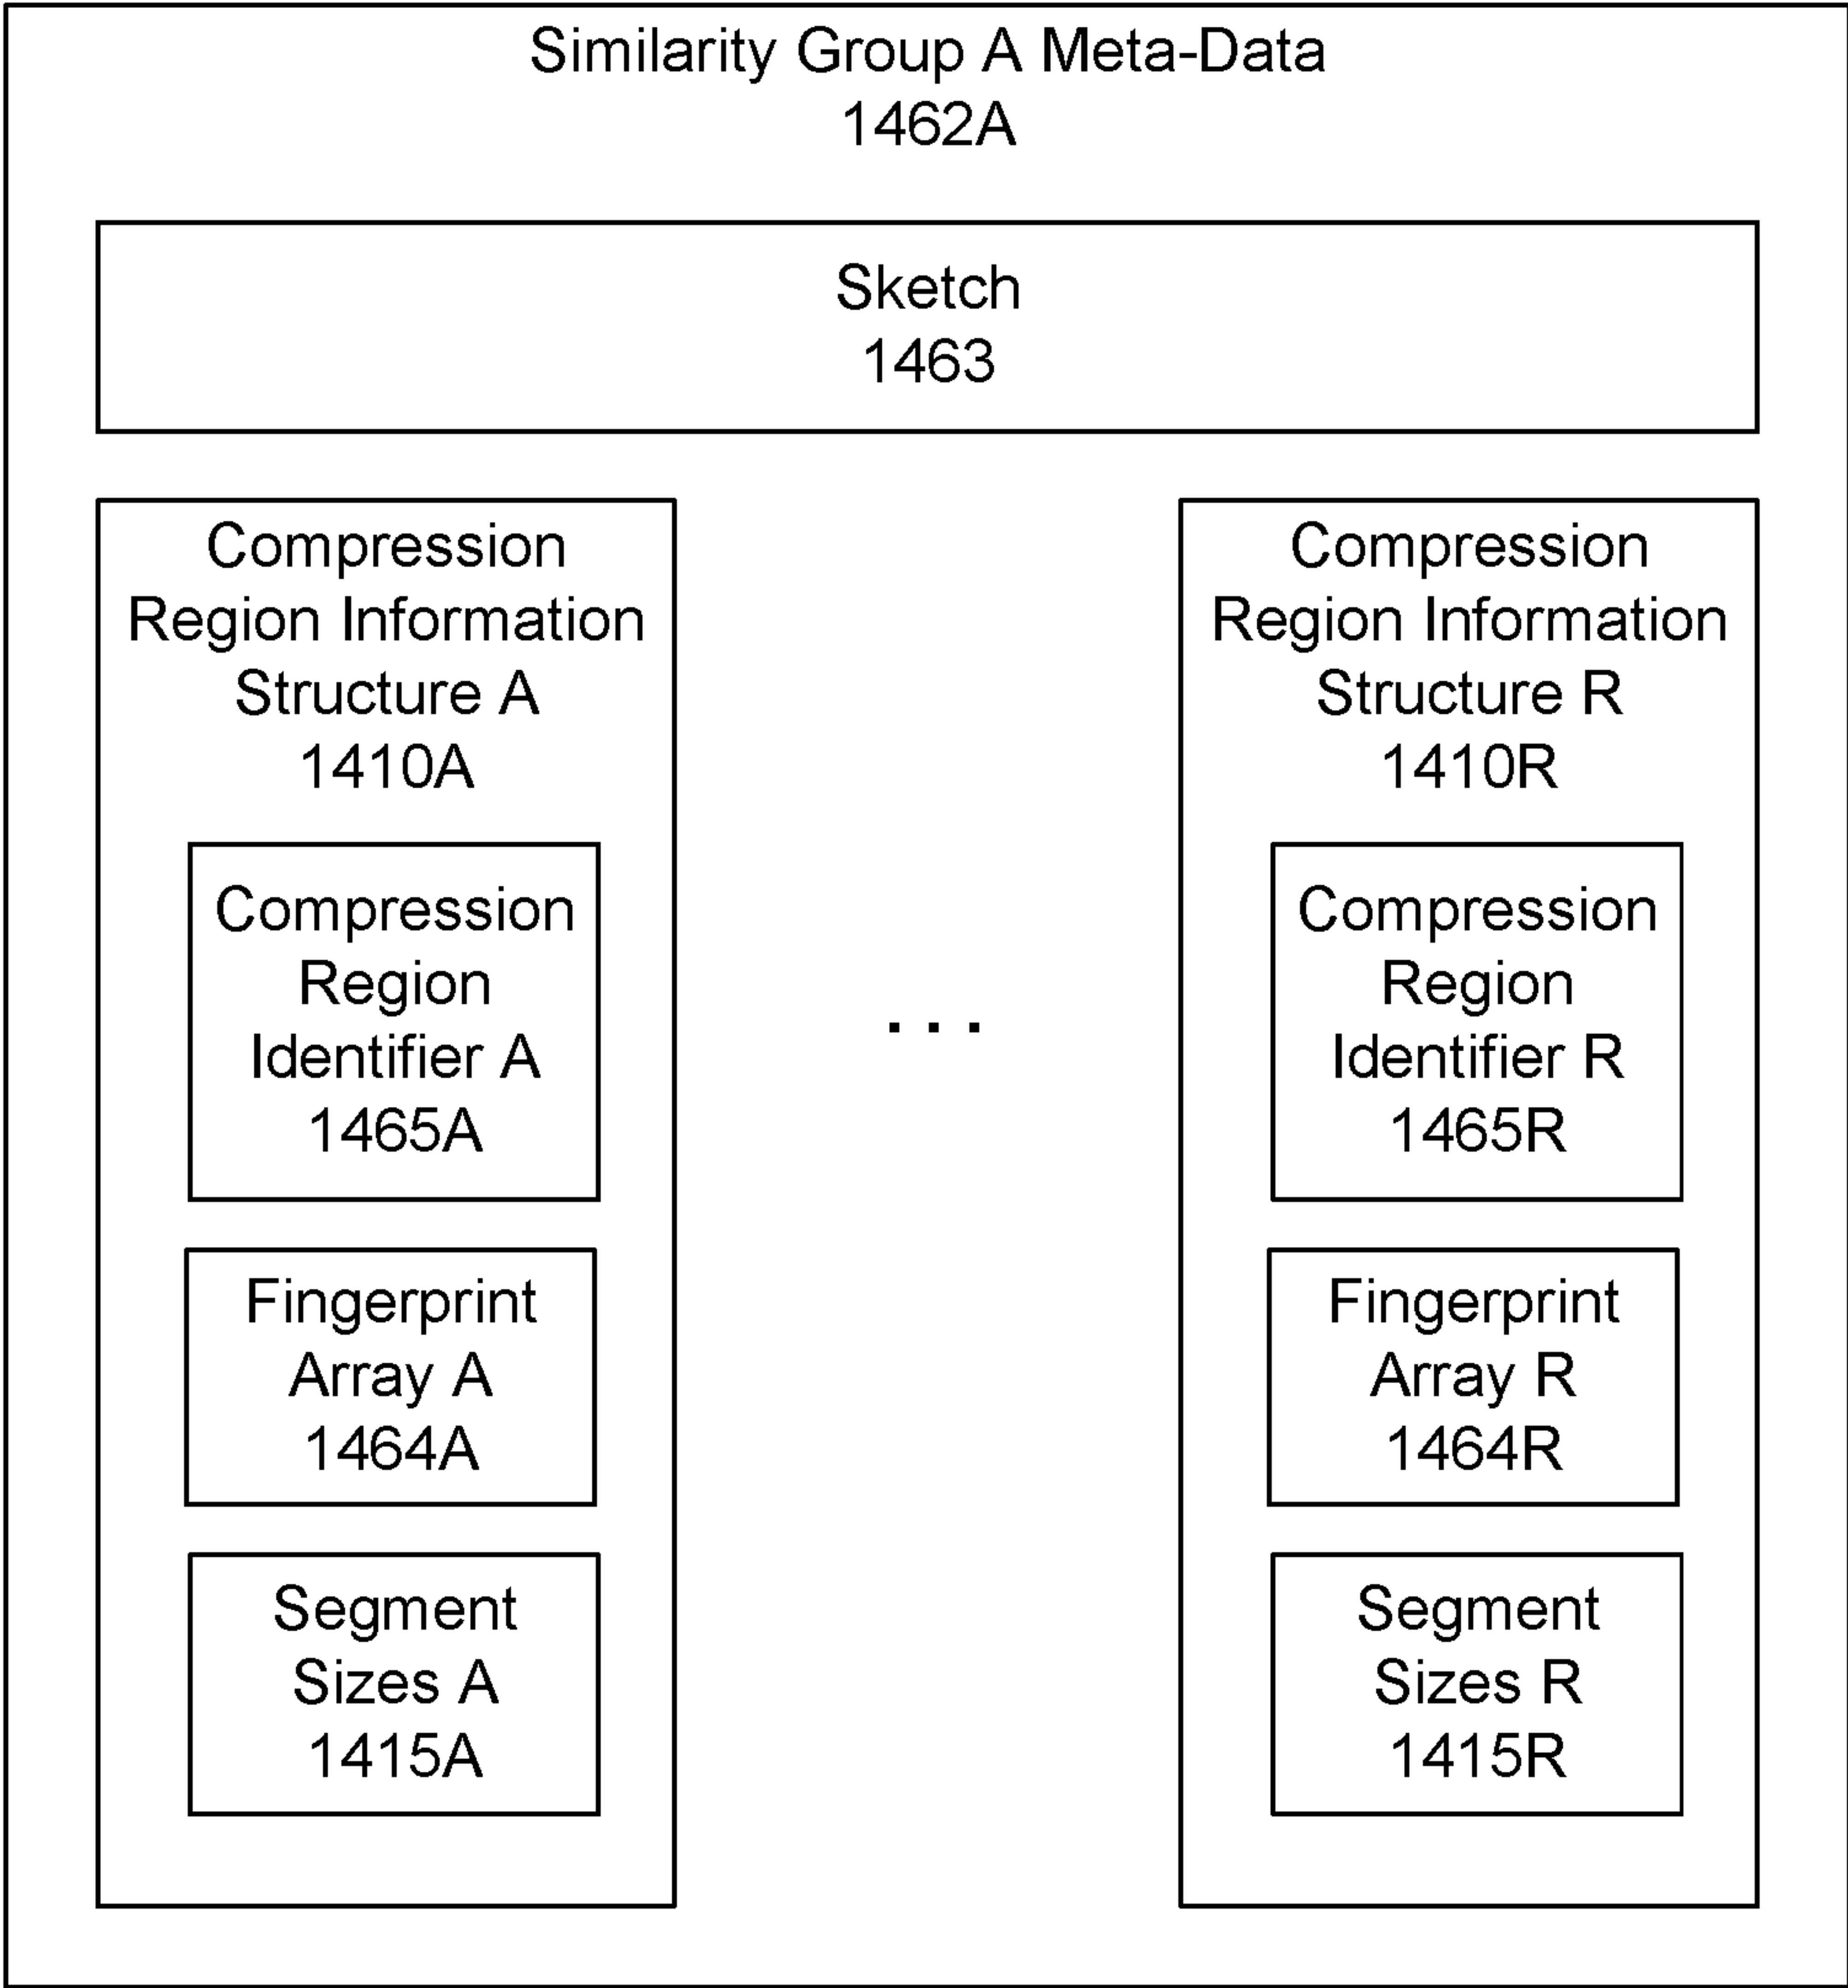 Similarity Group A Meta-Data
1462A
Sketch
1463
Compression
Region Information
Structure A
1410A
Compression
Region
Identifier A
1465A
Fingerprint
Array A
1464A
Segment
Sizes A
1415A
. . .
Compression
Region Information
Structure R
1410R
Compression
Region
Identifier R
1465R
Fingerprint
Array R
1464R
Segment
Sizes R
1415R